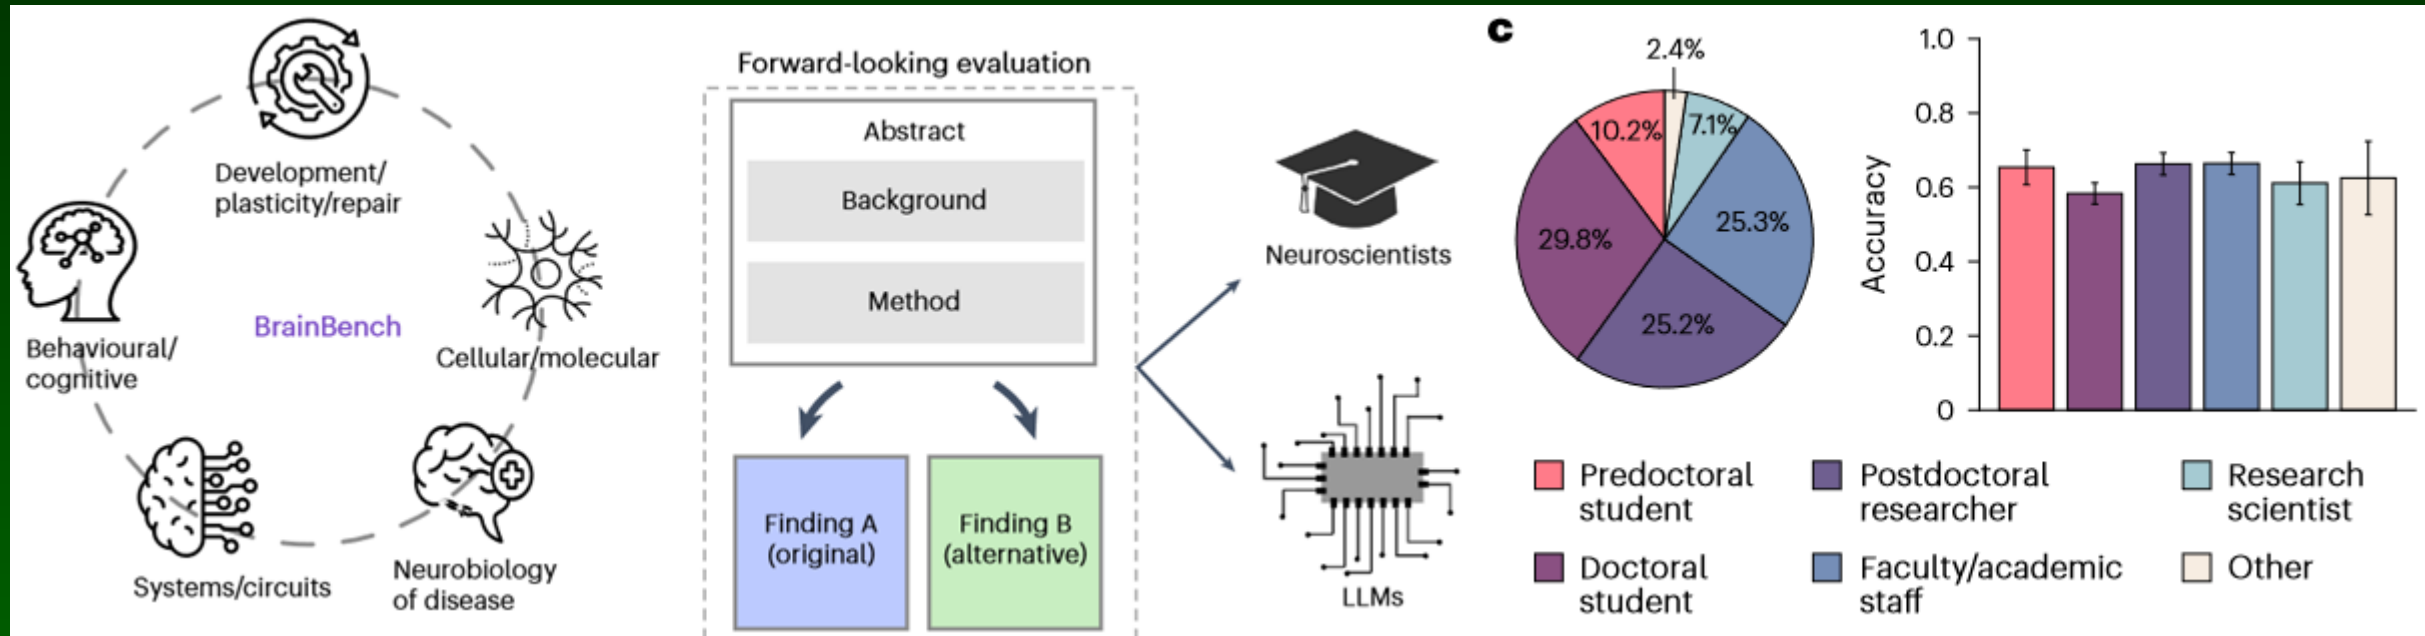 Development/
plasticity/repair
Behavioural/
cognitive
BrainBench
Cellular/molecular
Systems/circuits
Neurobiology
of disease
Forward-looking evaluation
Abstract
Background
Method
Finding A
(original)
Finding B
(alternative)
Neuroscientists
LLMs
c
2.4%
10.2%
7.1%
29.8%
25.3%
25.2%
Accuracy
1.0
0.8
0.6
0.4
0.2
0
Predoctoral
student
Postdoctoral
researcher
Research
scientist
Doctoral
student
Faculty/academic
staff
Other